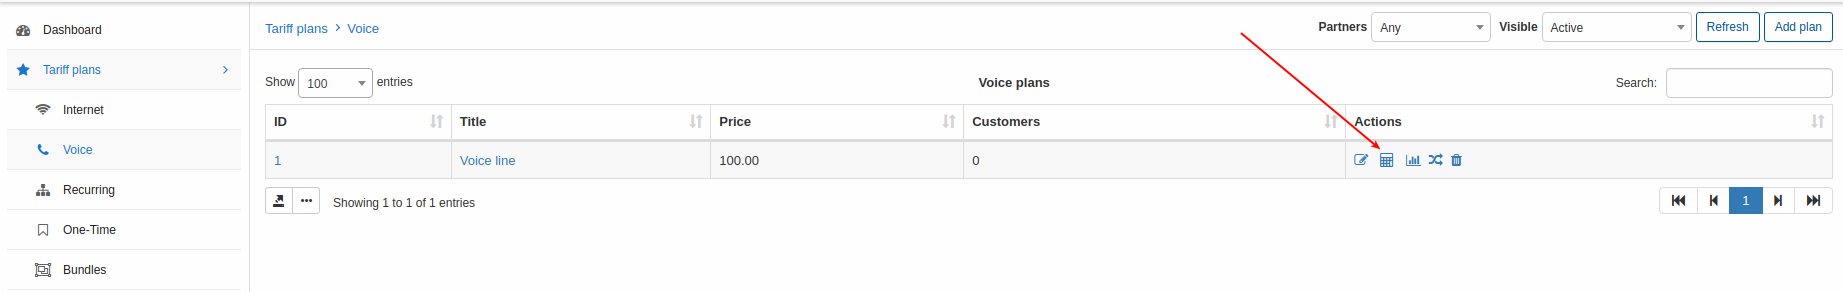 Dashboard
Tariff plans
Internet
Voice
Recurring
One-Time
Bundles
Tariff plans > Voice
Partners Any Visible Active Refresh Add plan
Show 100 entries
Voice plans
Search:
ID Title Price Customers Actions
1 Voice line 100.00 0
Showing 1 to 1 of 1 entries
1